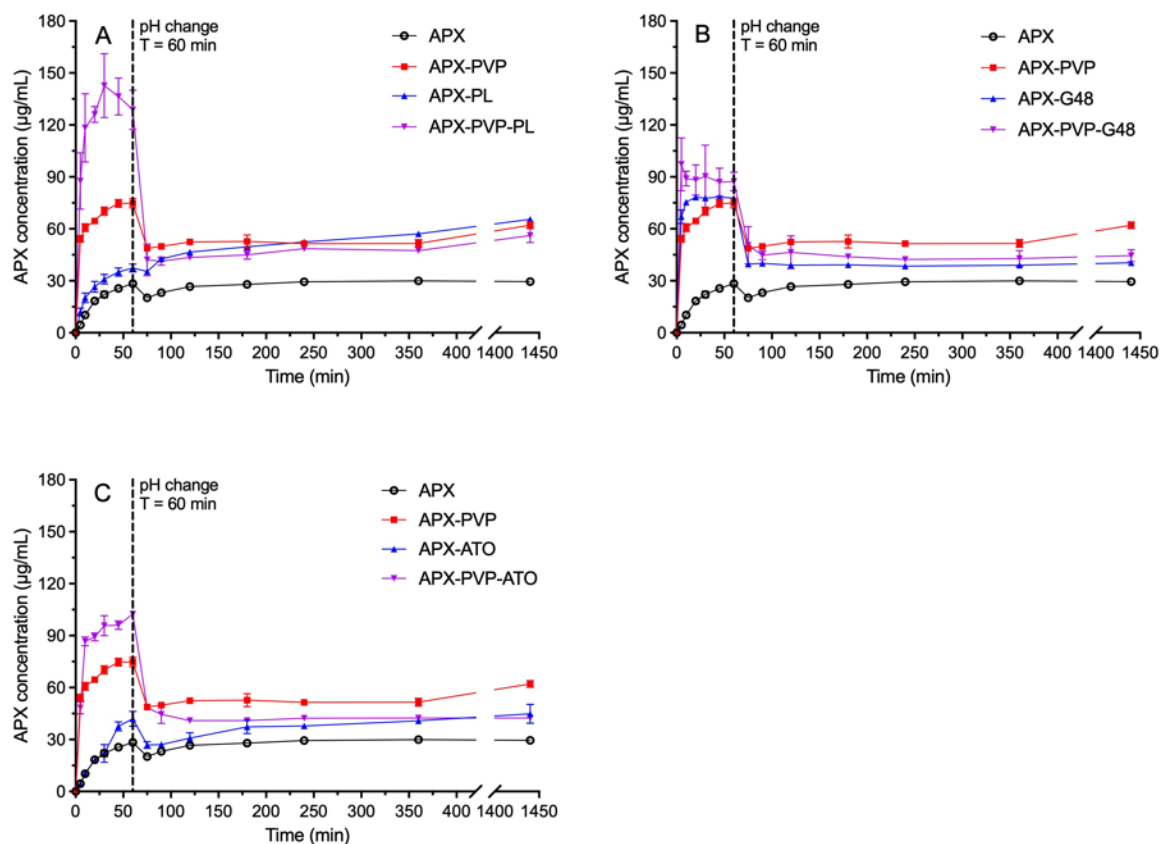 A
pH change
T = 60 min
APX
APX-PVP
APX-PL
APX-PVP-PL
APX concentration (µg/mL)
180
150
120
90
60
30
0
0 50 100 150 200 250 300 350 400 1400 1450
Time (min)
B
pH change
T = 60 min
APX
APX-PVP
APX-G48
APX-PVP-G48
APX concentration (µg/mL)
180
150
120
90
60
30
0
0 50 100 150 200 250 300 350 400 1400 1450
Time (min)
C
pH change
T = 60 min
APX
APX-PVP
APX-ATO
APX-PVP-ATO
APX concentration (µg/mL)
180
150
120
90
60
30
0
0 50 100 150 200 250 300 350 400 1400 1450
Time (min)